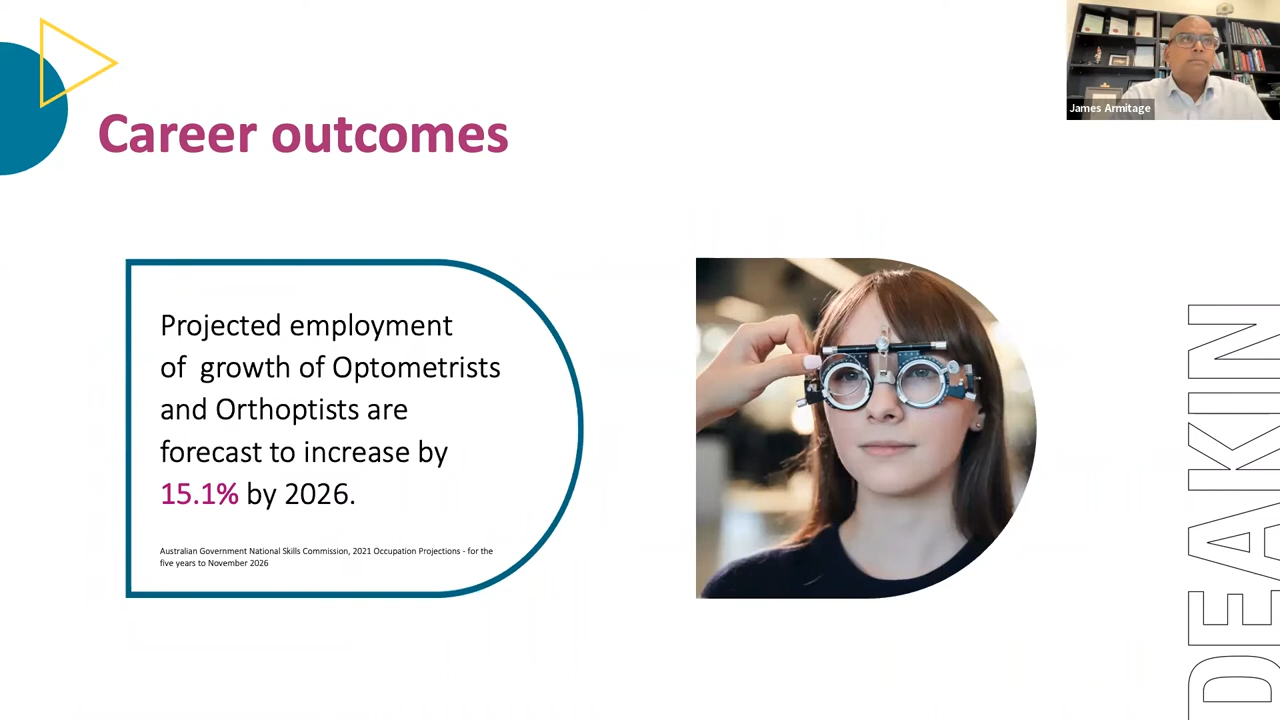 James Armitage
Career outcomes
Projected employment
of growth of Optometrists
and Orthoptists are
forecast to increase by
15.1% by 2026.
Australian Government National Skills Commission, 2021 Occupation Projections - for the
five years to November 2026
DEAKIN